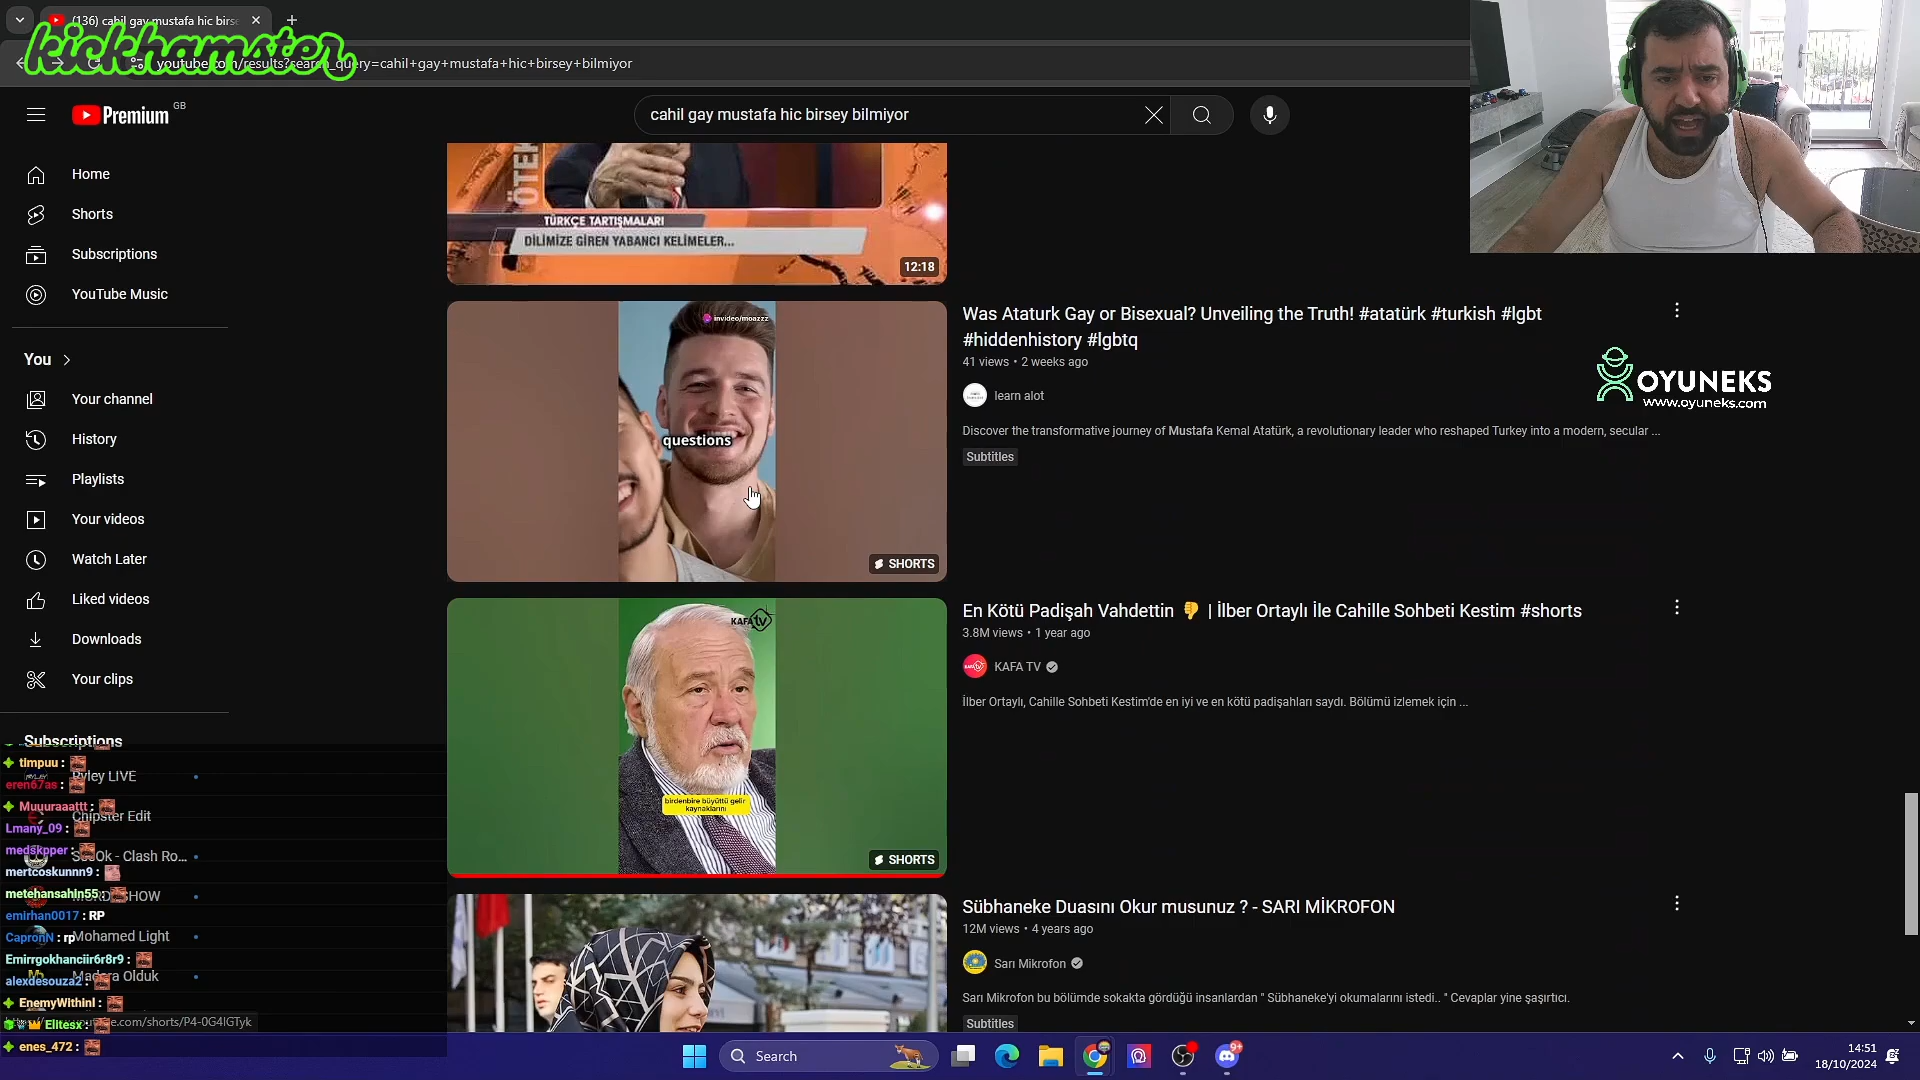 (136) cahil gay mustafa hic birse
kickhamster
youtube.com/results?search_query=cahil+gay+mustafa+hic+birsey+bilmiyor
Premium
GB
cahil gay mustafa hic birsey bilmiyor
Home
Shorts
Subscriptions
YouTube Music
You
Your channel
History
Playlists
Your videos
Watch Later
Liked videos
Downloads
Your clips
Subscriptions
Ryley LIVE
Chipster Edit
- Clash Ro...
SHOW
Mohamed Light
Madara Olduk
timpuu :
eren67as :
Muuuraaattt :
Lmany_09 :
medskpper :
mertcoskunnn9 :
metehansahin55 :
emirhan0017 : RP
CapronN : rp
Emirrgokhanciir6r8r9 :
alexdesouza2 :
EnemyWithinI :
Elitesx :
enes_472 :
youtube.com/shorts/P4-0G4lGTyk
ÖTEK
TÜRKÇE TARTIŞMALARI
DİLİMİZE GİREN YABANCI KELİMELER...
12:18
invideo/moazzz
questions
SHORTS
Was Ataturk Gay or Bisexual? Unveiling the Truth! #atatürk #turkish #lgbt
#hiddenhistory #lgbtq
41 views • 2 weeks ago
learn alot
Discover the transformative journey of Mustafa Kemal Atatürk, a revolutionary leader who reshaped Turkey into a modern, secular ...
Subtitles
OYUNEKS
www.oyuneks.com
KAFA TV
birdenbire büyüttü gelir
kaynaklarını
SHORTS
En Kötü Padişah Vahdettin 👎 | İlber Ortaylı İle Cahille Sohbeti Kestim #shorts
3.8M views • 1 year ago
KAFA TV
İlber Ortaylı, Cahille Sohbeti Kestim'de en iyi ve en kötü padişahları saydı. Bölümü izlemek için ...
Sübhaneke Duasını Okur musunuz ? - SARI MİKROFON
12M views • 4 years ago
Sarı Mikrofon
Sarı Mikrofon bu bölümde sokakta gördüğü insanlardan " Sübhaneke'yi okumalarını istedi.. " Cevaplar yine şaşırtıcı.
Subtitles
Search
9+
14:51
18/10/2024